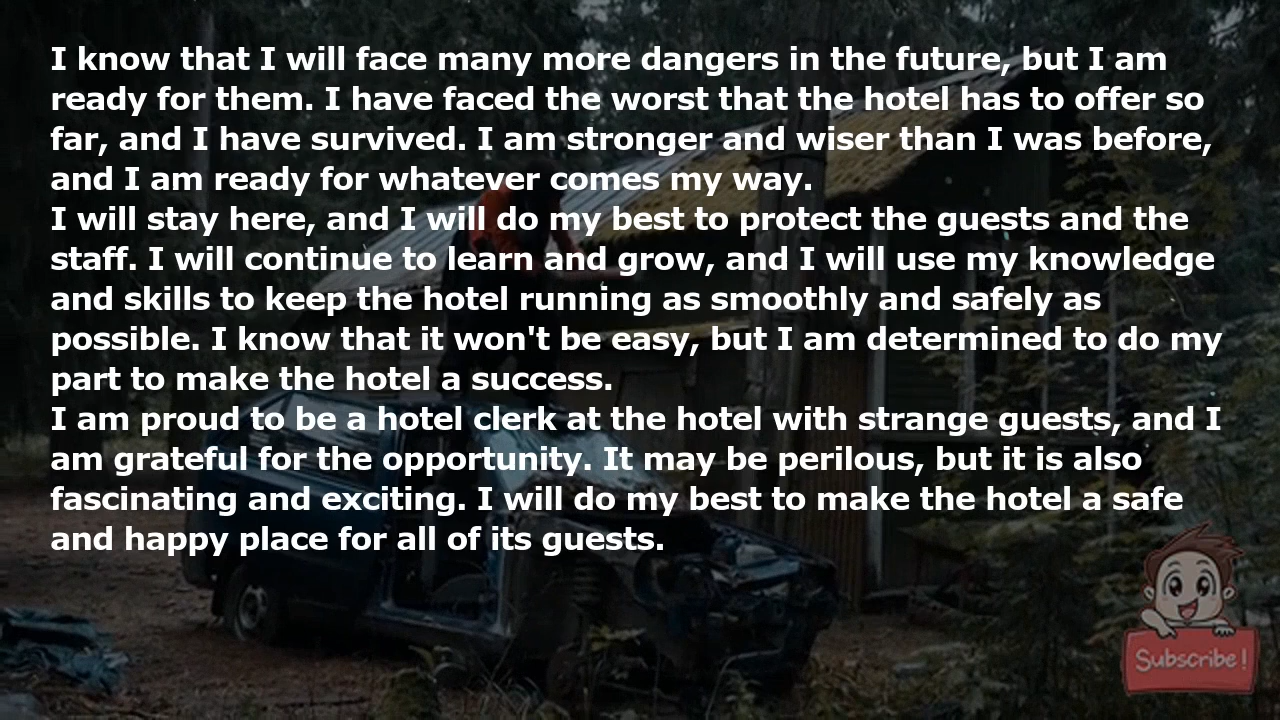 I know that I will face many more dangers in the future, but I am
ready for them. I have faced the worst that the hotel has to offer so
far, and I have survived. I am stronger and wiser than I was before,
and I am ready for whatever comes my way.
I will stay here, and I will do my best to protect the guests and the
staff. I will continue to learn and grow, and I will use my knowledge
and skills to keep the hotel running as smoothly and safely as
possible. I know that it won't be easy, but I am determined to do my
part to make the hotel a success.
I am proud to be a hotel clerk at the hotel with strange guests, and I
am grateful for the opportunity. It may be perilous, but it is also
fascinating and exciting. I will do my best to make the hotel a safe
and happy place for all of its guests.
Subscribe!